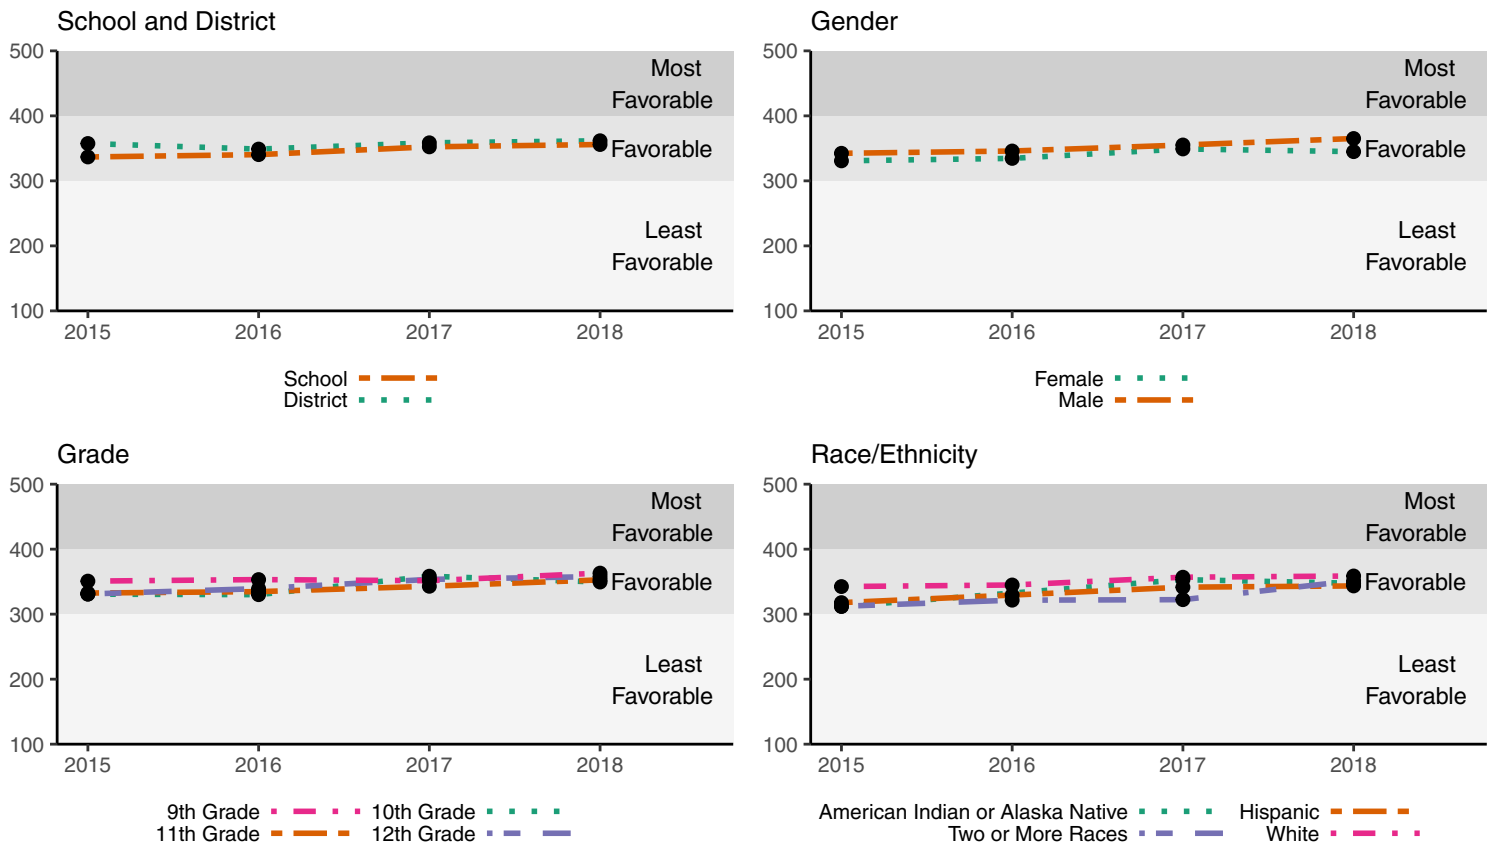 School and District
500
Most
Favorable
400
Favorable
300
Least
200
Favorable
100
2015 2016 2017 2018
School
District
Gender
500
Most
Favorable
400
Favorable
300
Least
200
Favorable
100
2015 2016 2017 2018
Female
Male
Grade
500
Most
Favorable
400
Favorable
300
Least
200
Favorable
100
2015 2016 2017 2018
9th Grade 10th Grade
11th Grade 12th Grade
Race/Ethnicity
500
Most
Favorable
400
Favorable
300
Least
200
Favorable
100
2015 2016 2017 2018
American Indian or Alaska Native Hispanic
Two or More Races White